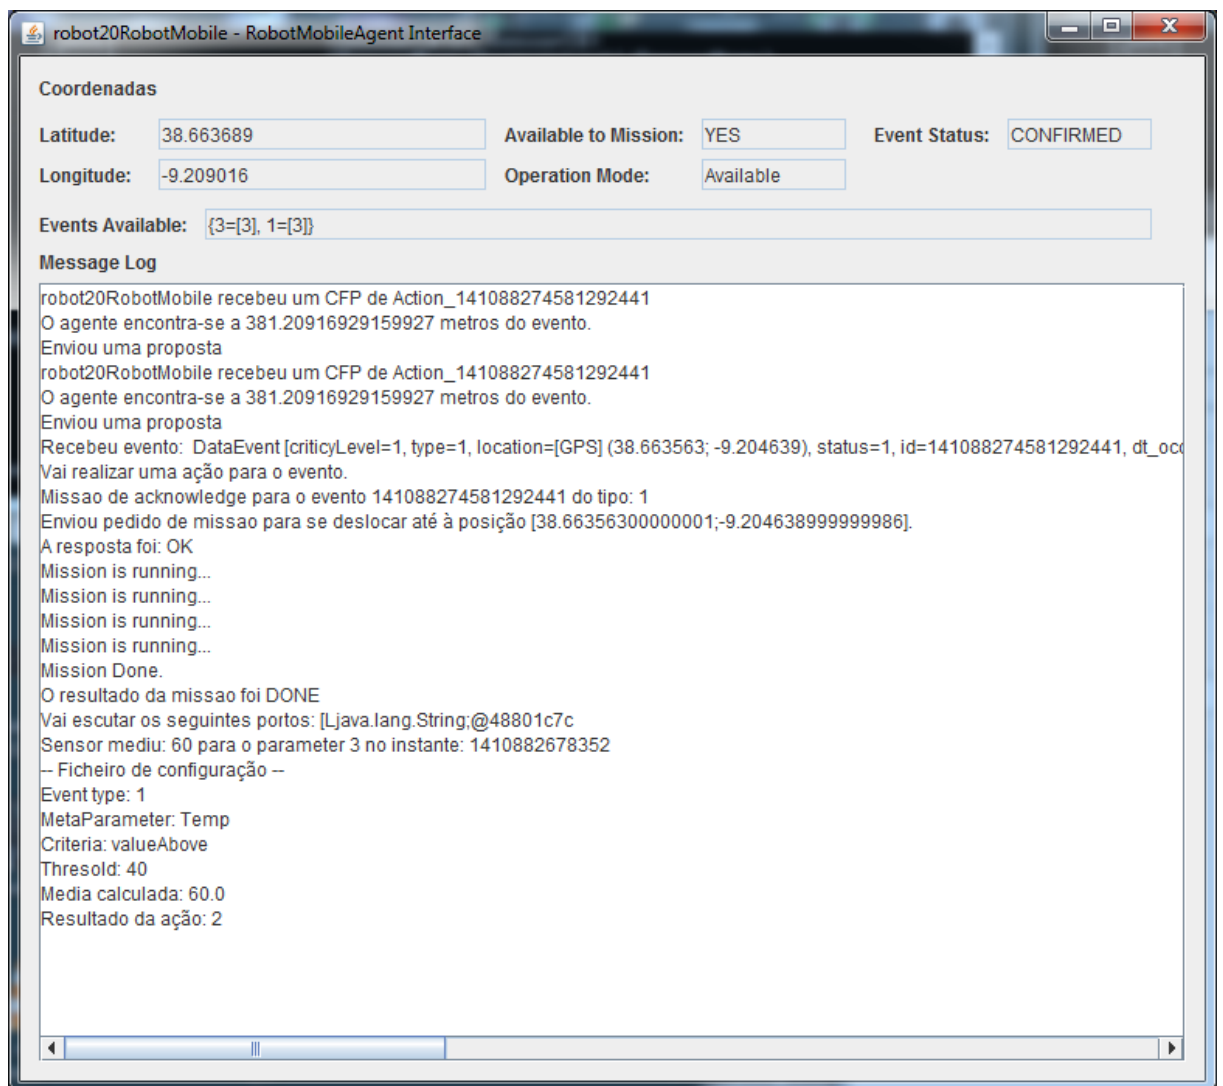 robot20RobotMobile - RobotMobileAgent Interface
Coordenadas
Latitude: 38.663689 Available to Mission: YES Event Status: CONFIRMED
Longitude: -9.209016 Operation Mode: Available
Events Available: {3=[3], 1=[3]}
Message Log
robot20RobotMobile recebeu um CFP de Action_141088274581292441
O agente encontra-se a 381.20916929159927 metros do evento.
Enviou uma proposta
robot20RobotMobile recebeu um CFP de Action_141088274581292441
O agente encontra-se a 381.20916929159927 metros do evento.
Enviou uma proposta
Recebeu evento:  DataEvent [criticyLevel=1, type=1, location=[GPS] (38.663563; -9.204639), status=1, id=141088274581292441, dt_occ
Vai realizar uma ação para o evento.
Missao de acknowledge para o evento 141088274581292441 do tipo: 1
Enviou pedido de missao para se deslocar até à posição [38.66356300000001;-9.204638999999986].
A resposta foi: OK
Mission is running...
Mission is running...
Mission is running...
Mission is running...
Mission Done.
O resultado da missao foi DONE
Vai escutar os seguintes portos: [Ljava.lang.String;@48801c7c
Sensor mediu: 60 para o parameter 3 no instante: 1410882678352
-- Ficheiro de configuração --
Event type: 1
MetaParameter: Temp
Criteria: valueAbove
Thresold: 40
Media calculada: 60.0
Resultado da ação: 2